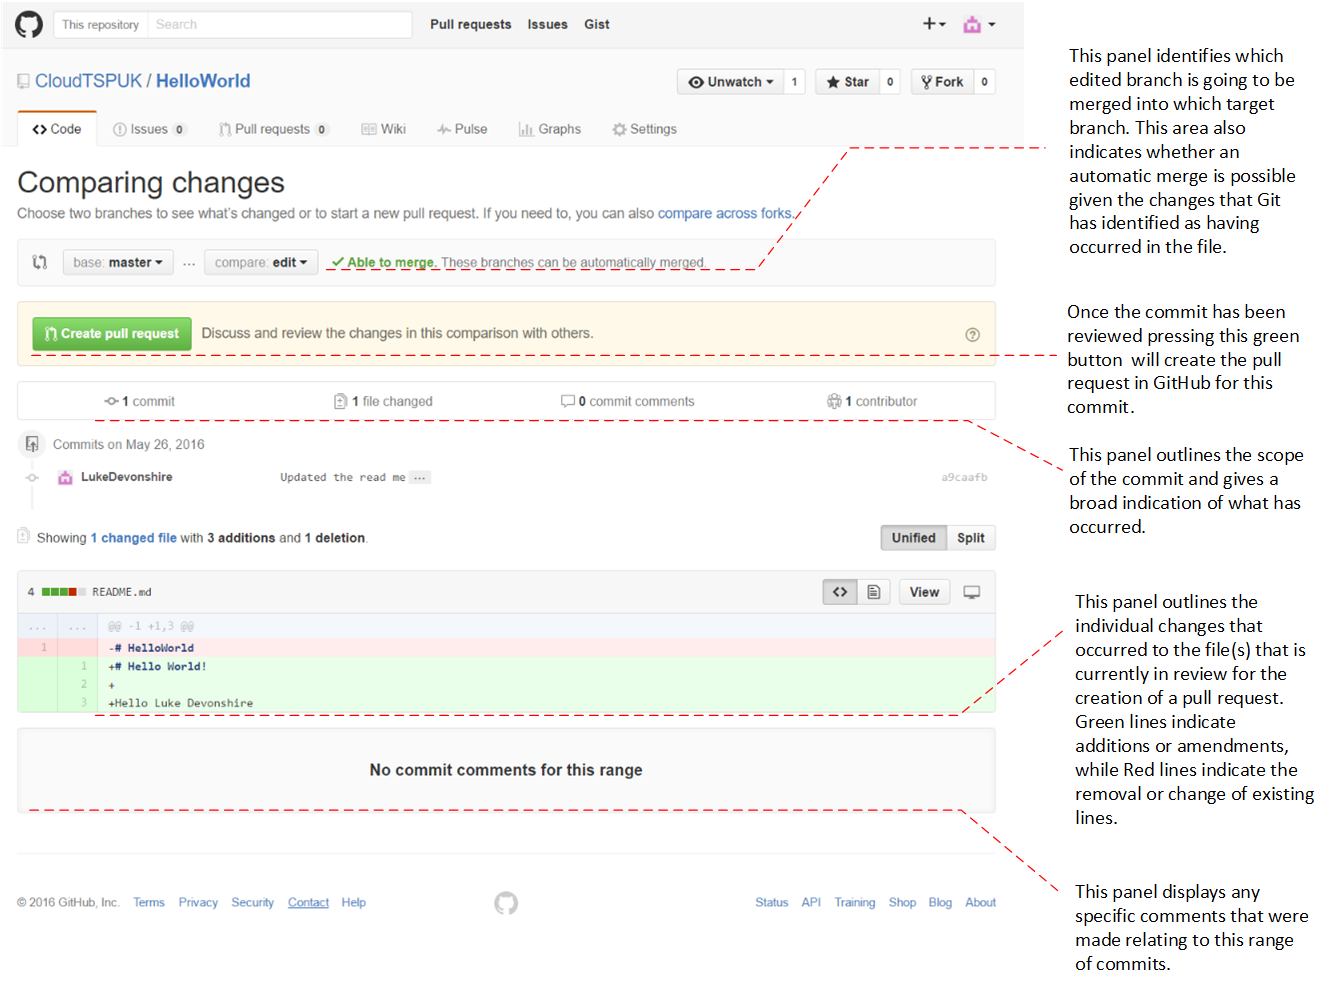 This repository Search Pull requests Issues Gist
CloudTSPUK / HelloWorld Unwatch 1 Star 0 Fork 0
Code Issues 0 Pull requests 0 Wiki Pulse Graphs Settings
Comparing changes
Choose two branches to see what's changed or to start a new pull request. If you need to, you can also compare across forks.
base: master ... compare: edit Able to merge. These branches can be automatically merged.
Create pull request Discuss and review the changes in this comparison with others.
1 commit 1 file changed 0 commit comments 1 contributor
Commits on May 26, 2016
LukeDevonshire Updated the read me ... a9caafb
Showing 1 changed file with 3 additions and 1 deletion. Unified Split
4 README.md <> View
... ... @@ -1 +1,3 @@
1 -# HelloWorld
1 +# Hello World!
2 +
3 +Hello Luke Devonshire
No commit comments for this range
© 2016 GitHub, Inc. Terms Privacy Security Contact Help Status API Training Shop Blog About
This panel identifies which
edited branch is going to be
merged into which target
branch. This area also
indicates whether an
automatic merge is possible
given the changes that Git
has identified as having
occurred in the file.
Once the commit has been
reviewed pressing this green
button will create the pull
request in GitHub for this
commit.
This panel outlines the scope
of the commit and gives a
broad indication of what has
occurred.
This panel outlines the
individual changes that
occurred to the file(s) that is
currently in review for the
creation of a pull request.
Green lines indicate
additions or amendments,
while Red lines indicate the
removal or change of existing
lines.
This panel displays any
specific comments that were
made relating to this range
of commits.